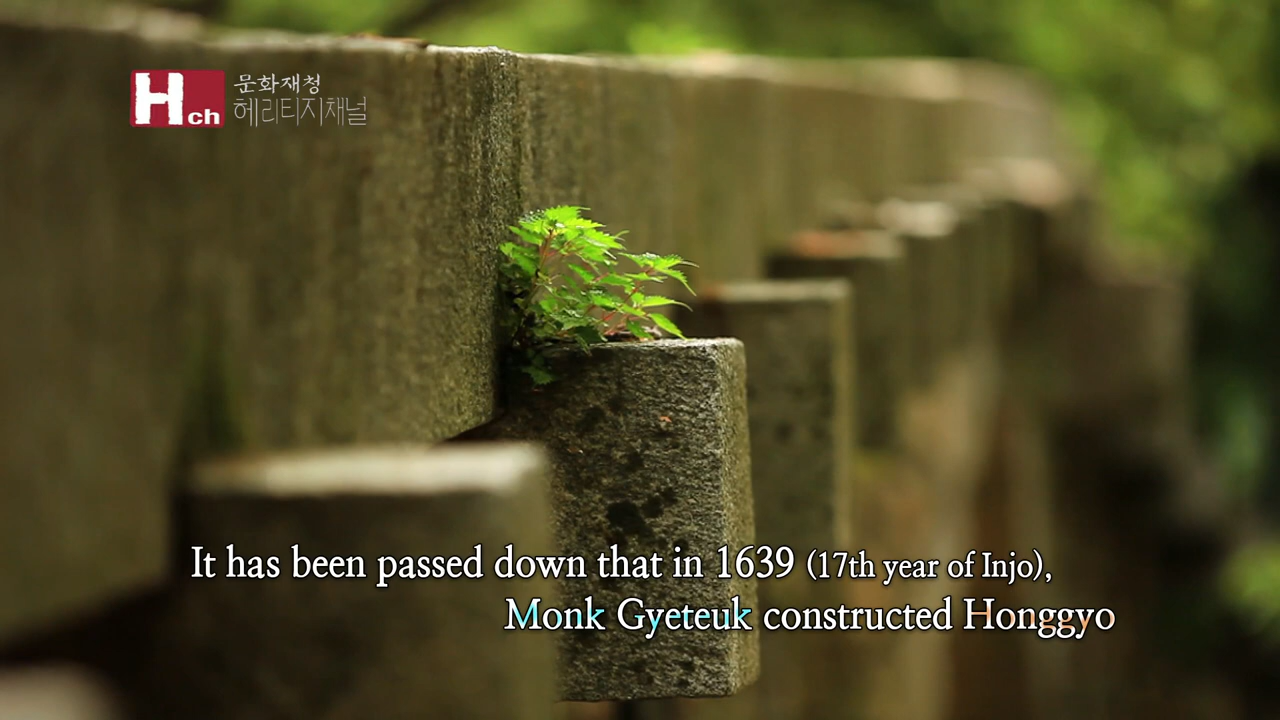 Hch
문화재청
헤리티지채널
It has been passed down that in 1639 (17th year of Injo),
Monk Gyeteuk constructed Honggyo